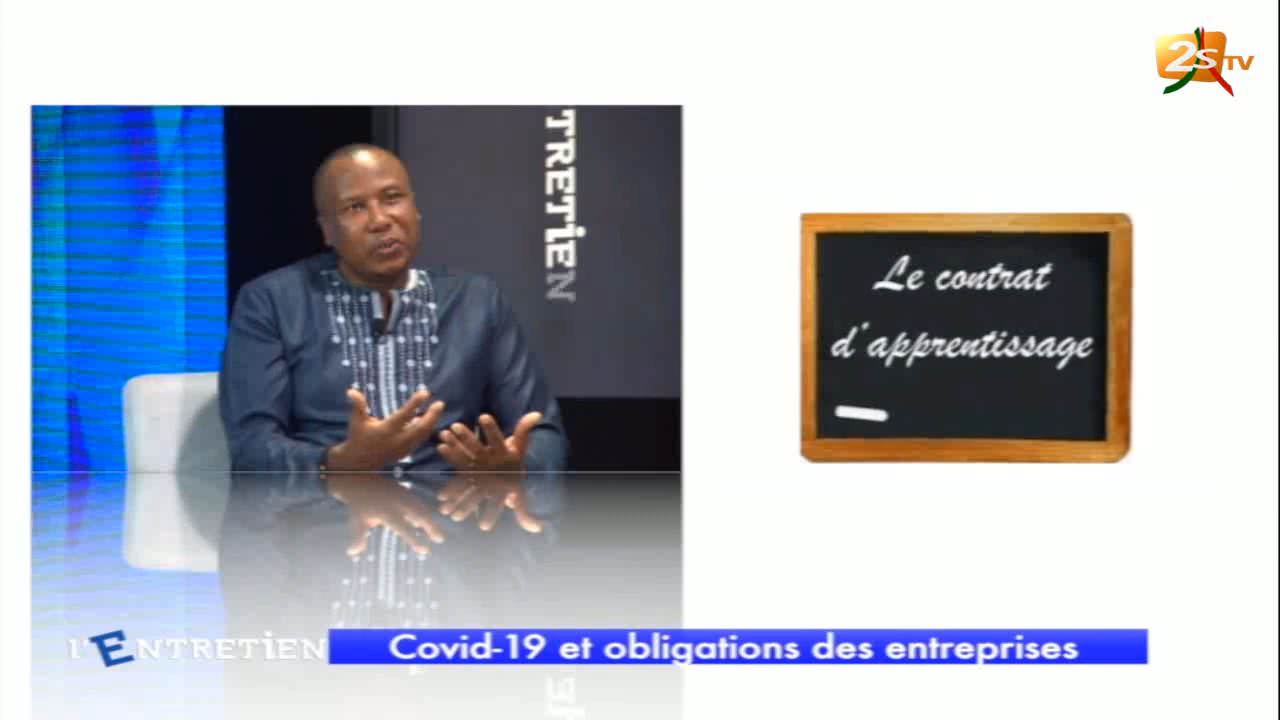 2sTV
TRETiEN
Le contrat
d'apprentissage
l'ENTRETiEN
Covid-19 et obligations des entreprises